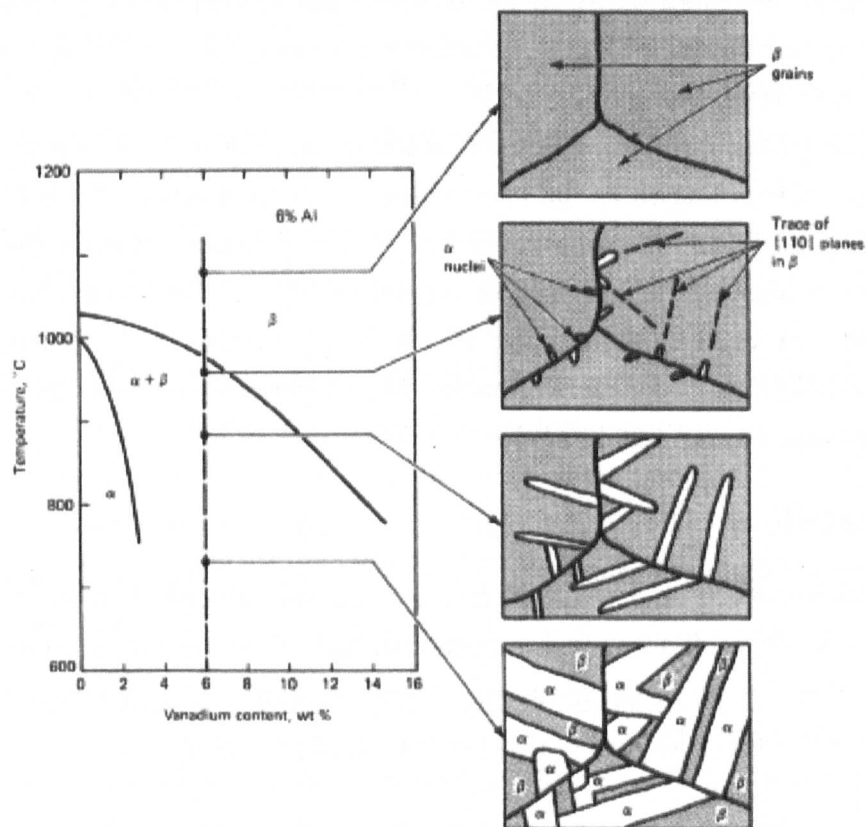 β
grains
1200
6% Al
Trace of
[110] planes
in β
α
nuclei
β
1000
α + β
Temperature, °C
α
800
600
0 2 4 6 8 10 12 14 16
Vanadium content, wt %
β
α
β
α
α
β
α
α
β
α
β
α
α
β
β
α
α
β